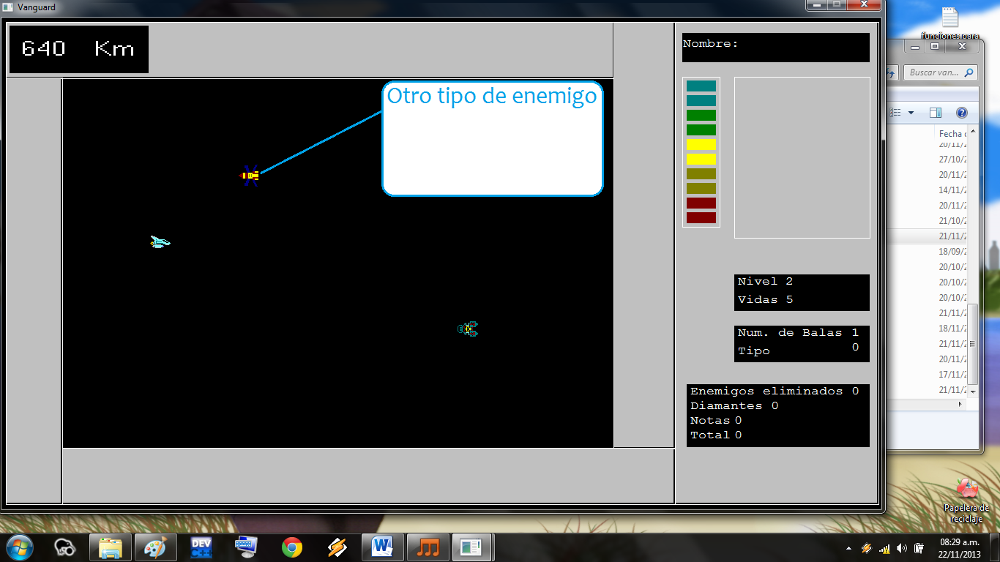 Vanguard
640 Km
Otro tipo de enemigo
Nombre:
Nivel 2
Vidas 5
Num. de Balas 1
Tipo 0
Enemigos eliminados 0
Diamantes 0
Notas 0
Total 0
funciones para
Buscar van...
Fecha
20/11/2
27/10/2
20/11/2
14/11/2
20/11/2
21/10/2
21/11/2
18/09/2
20/10/2
20/10/2
20/10/2
21/11/2
18/11/2
21/11/2
20/11/2
17/11/2
21/11/2
Papelera de
reciclaje
DEV
C++
W
08:29 a.m.
22/11/2013